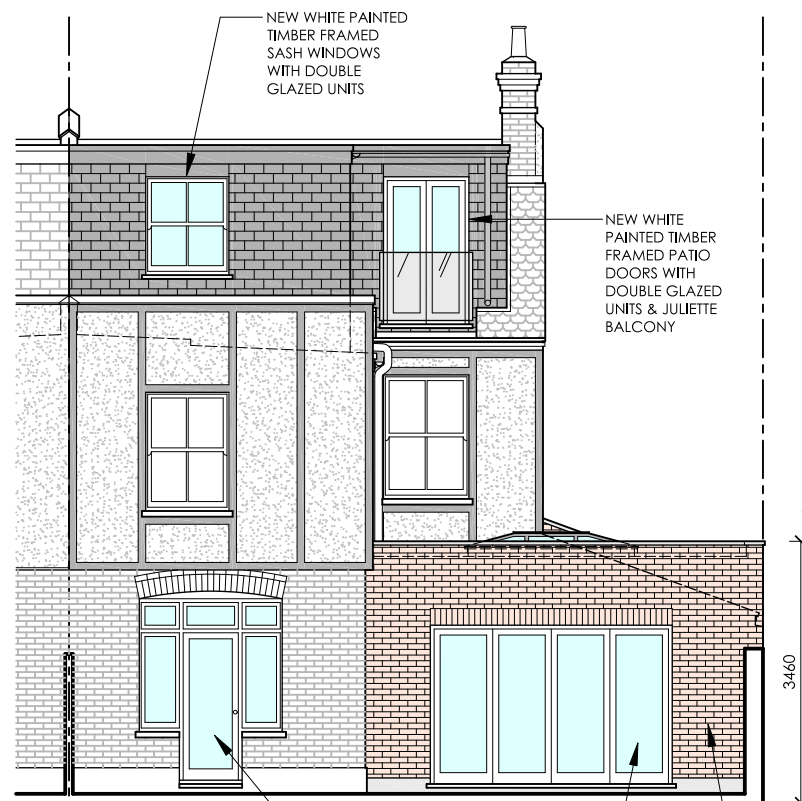 NEW WHITE PAINTED
TIMBER FRAMED
SASH WINDOWS
WITH DOUBLE
GLAZED UNITS
NEW WHITE
PAINTED TIMBER
FRAMED PATIO
DOORS WITH
DOUBLE GLAZED
UNITS & JULIETTE
BALCONY
3460